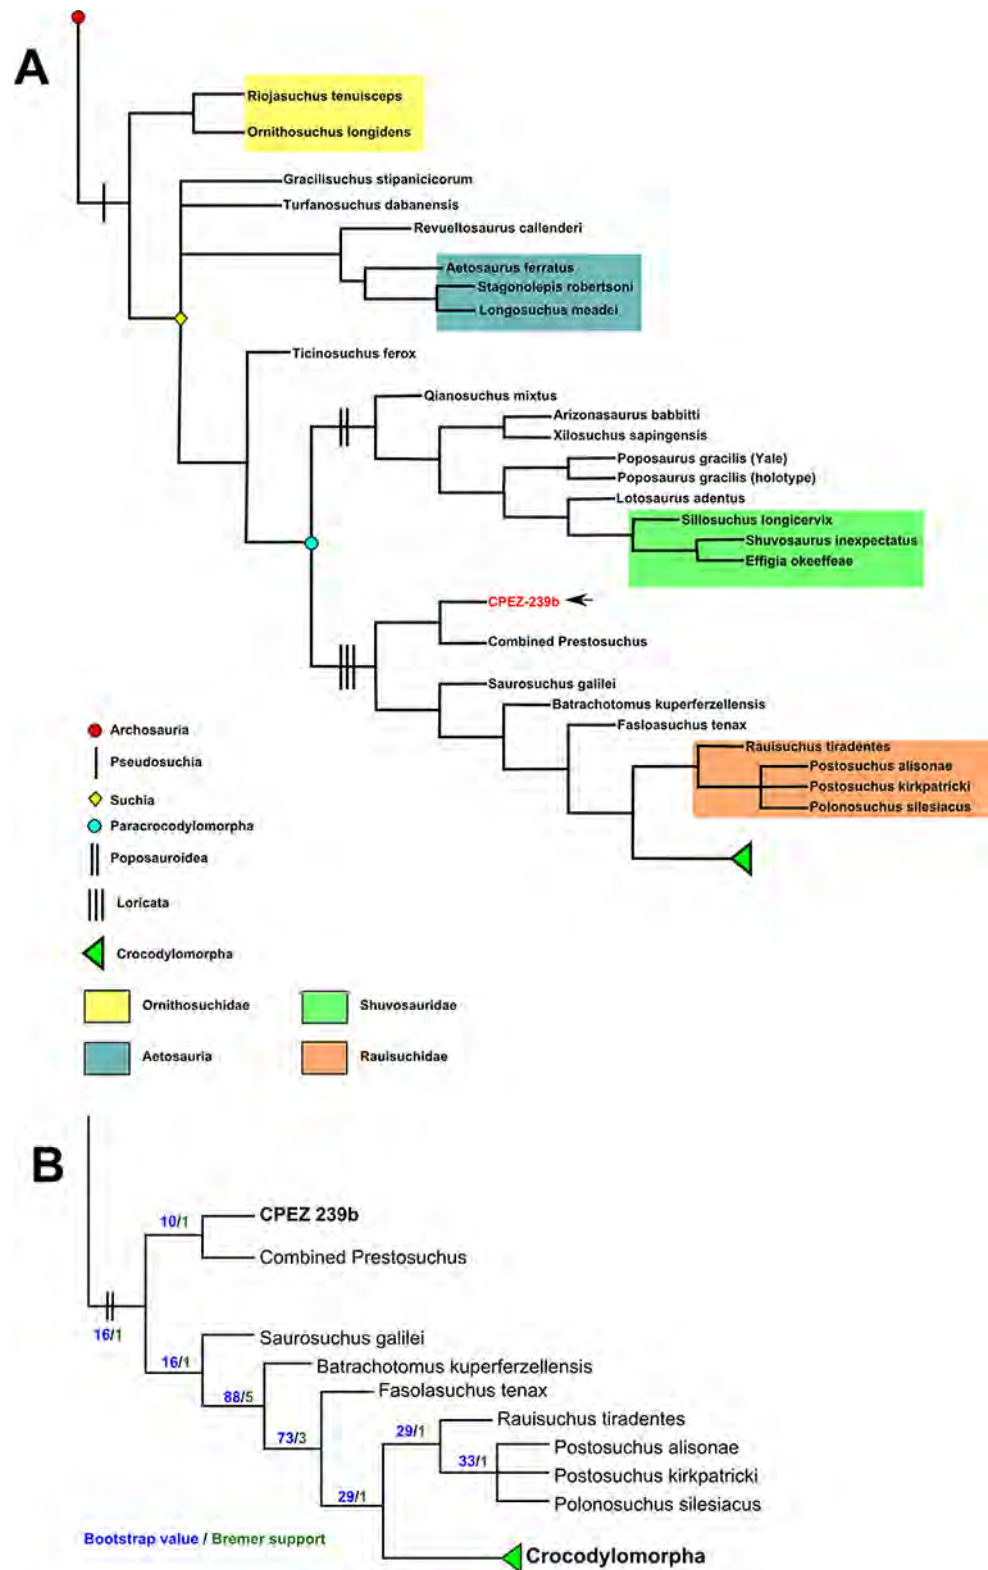 A
Riojasuchus tenuisceps
Ornithosuchus longidens
Gracilisuchus stipanicicorum
Turfanosuchus dabanensis
Revueltosaurus callenderi
Aetosaurus ferratus
Stagonolepis robertsoni
Longosuchus meadei
Ticinosuchus ferox
Qianosuchus mixtus
Arizonasaurus babbitti
Xilosuchus sapingensis
Poposaurus gracilis (Yale)
Poposaurus gracilis (holotype)
Lotosaurus adentus
Sillosuchus longicervix
Shuvosaurus inexpectatus
Effigia okeeffeae
CPEZ-239b
Combined Prestosuchus
Saurosuchus galilei
Batrachotomus kuperferzellensis
Fasloasuchus tenax
Rauisuchus tiradentes
Postosuchus alisonae
Postosuchus kirkpatricki
Polonosuchus silesiacus
Archosauria
Pseudosuchia
Suchia
Paracrocodylomorpha
Poposauroidea
Loricata
Crocodylomorpha
Ornithosuchidae
Shuvosauridae
Aetosauria
Rauisuchidae
B
10/1
CPEZ 239b
Combined Prestosuchus
16/1
Saurosuchus galilei
16/1
Batrachotomus kuperferzellensis
88/5
Fasolasuchus tenax
73/3
29/1
Rauisuchus tiradentes
33/1
Postosuchus alisonae
Postosuchus kirkpatricki
Polonosuchus silesiacus
29/1
Bootstrap value / Bremer support
Crocodylomorpha